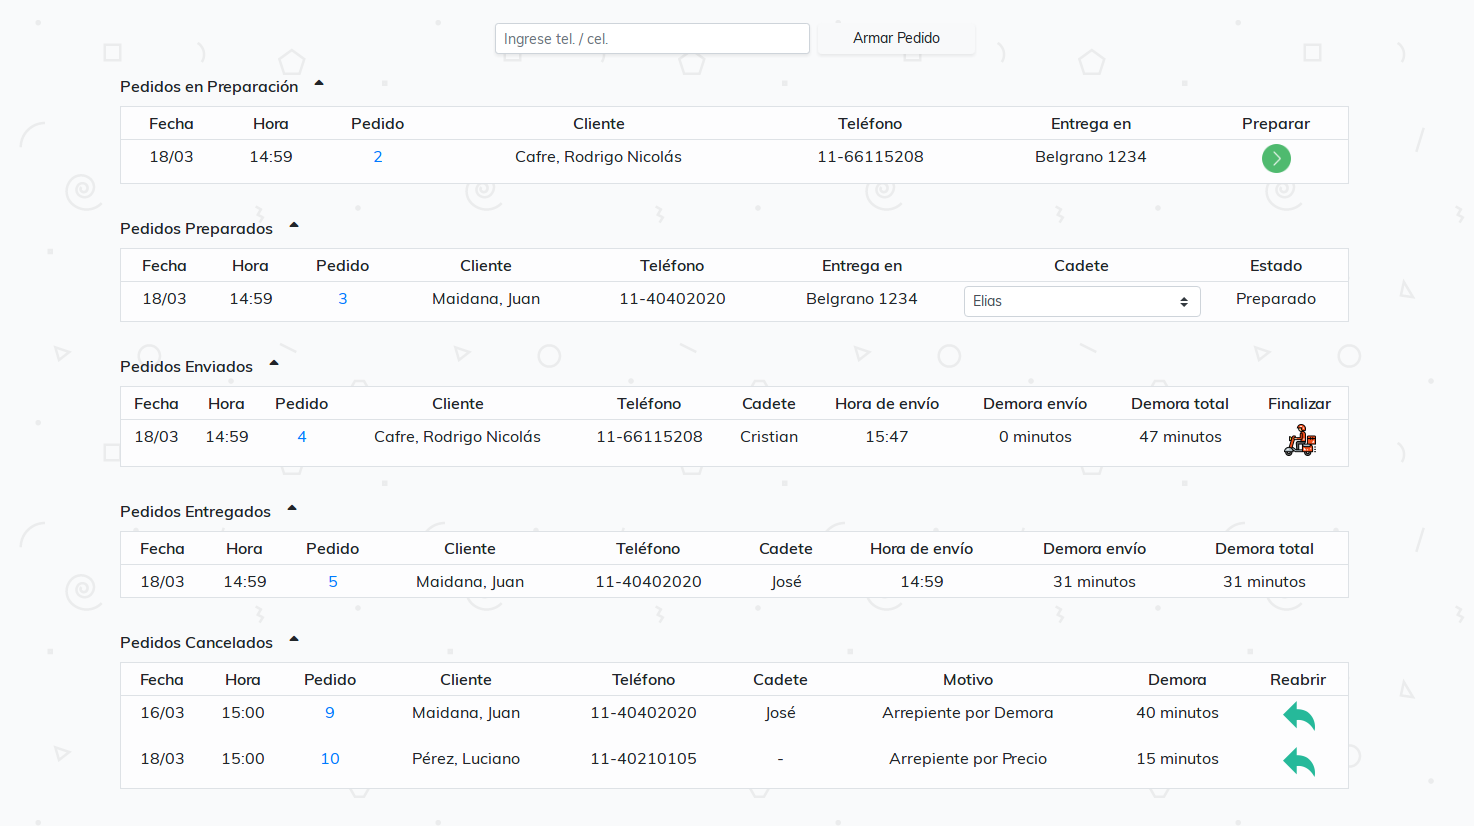 Ingrese tel. / cel. Armar Pedido
Pedidos en Preparación
Fecha Hora Pedido Cliente Teléfono Entrega en Preparar
18/03 14:59 2 Cafre, Rodrigo Nicolás 11-66115208 Belgrano 1234
Pedidos Preparados
Fecha Hora Pedido Cliente Teléfono Entrega en Cadete Estado
18/03 14:59 3 Maidana, Juan 11-40402020 Belgrano 1234 Elias Preparado
Pedidos Enviados
Fecha Hora Pedido Cliente Teléfono Cadete Hora de envío Demora envío Demora total Finalizar
18/03 14:59 4 Cafre, Rodrigo Nicolás 11-66115208 Cristian 15:47 0 minutos 47 minutos
Pedidos Entregados
Fecha Hora Pedido Cliente Teléfono Cadete Hora de envío Demora envío Demora total
18/03 14:59 5 Maidana, Juan 11-40402020 José 14:59 31 minutos 31 minutos
Pedidos Cancelados
Fecha Hora Pedido Cliente Teléfono Cadete Motivo Demora Reabrir
16/03 15:00 9 Maidana, Juan 11-40402020 José Arrepiente por Demora 40 minutos
18/03 15:00 10 Pérez, Luciano 11-40210105 - Arrepiente por Precio 15 minutos